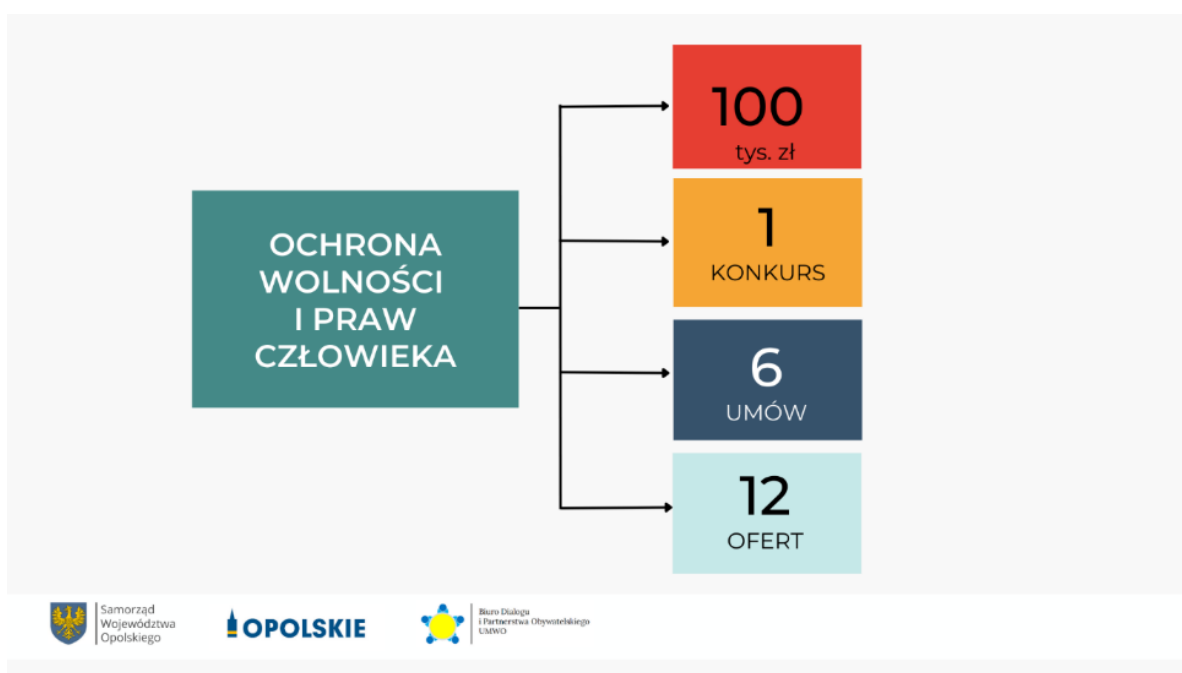 OCHRONA
WOLNOŚCI
I PRAW
CZŁOWIEKA
100
tys. zł
1
KONKURS
6
UMÓW
12
OFERT
Samorząd
Województwa
Opolskiego
OPOLSKIE
Biuro Dialogu
i Partnerstwa Obywatelskiego
UMWO